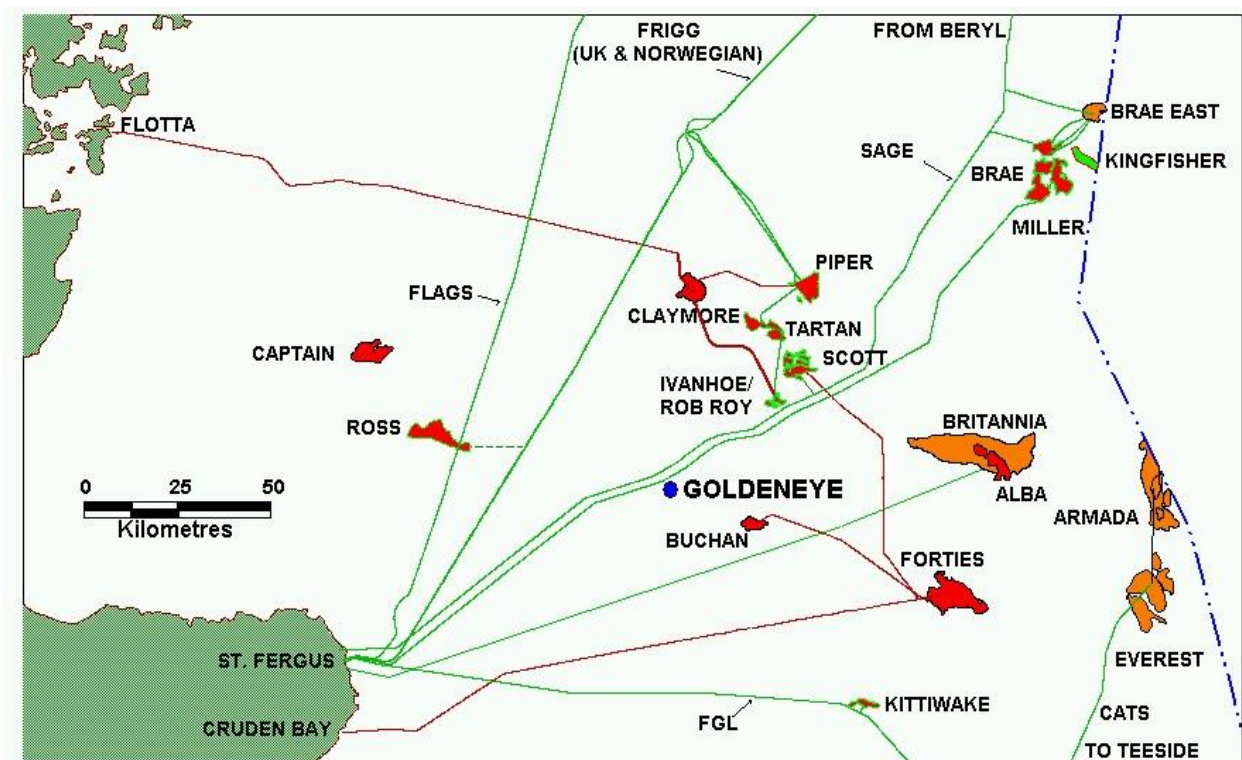 FRIGG
(UK & NORWEGIAN)
FROM BERYL
FLOTTA
BRAE EAST
SAGE
KINGFISHER
BRAE
MILLER
PIPER
FLAGS
CLAYMORE
TARTAN
CAPTAIN
SCOTT
IVANHOE/
ROB ROY
ROSS
BRITANNIA
0 25 50
Kilometres
GOLDENEYE
ALBA
ARMADA
BUCHAN
FORTIES
ST. FERGUS
EVEREST
CRUDEN BAY
FGL
KITTIWAKE
CATS
TO TEESIDE